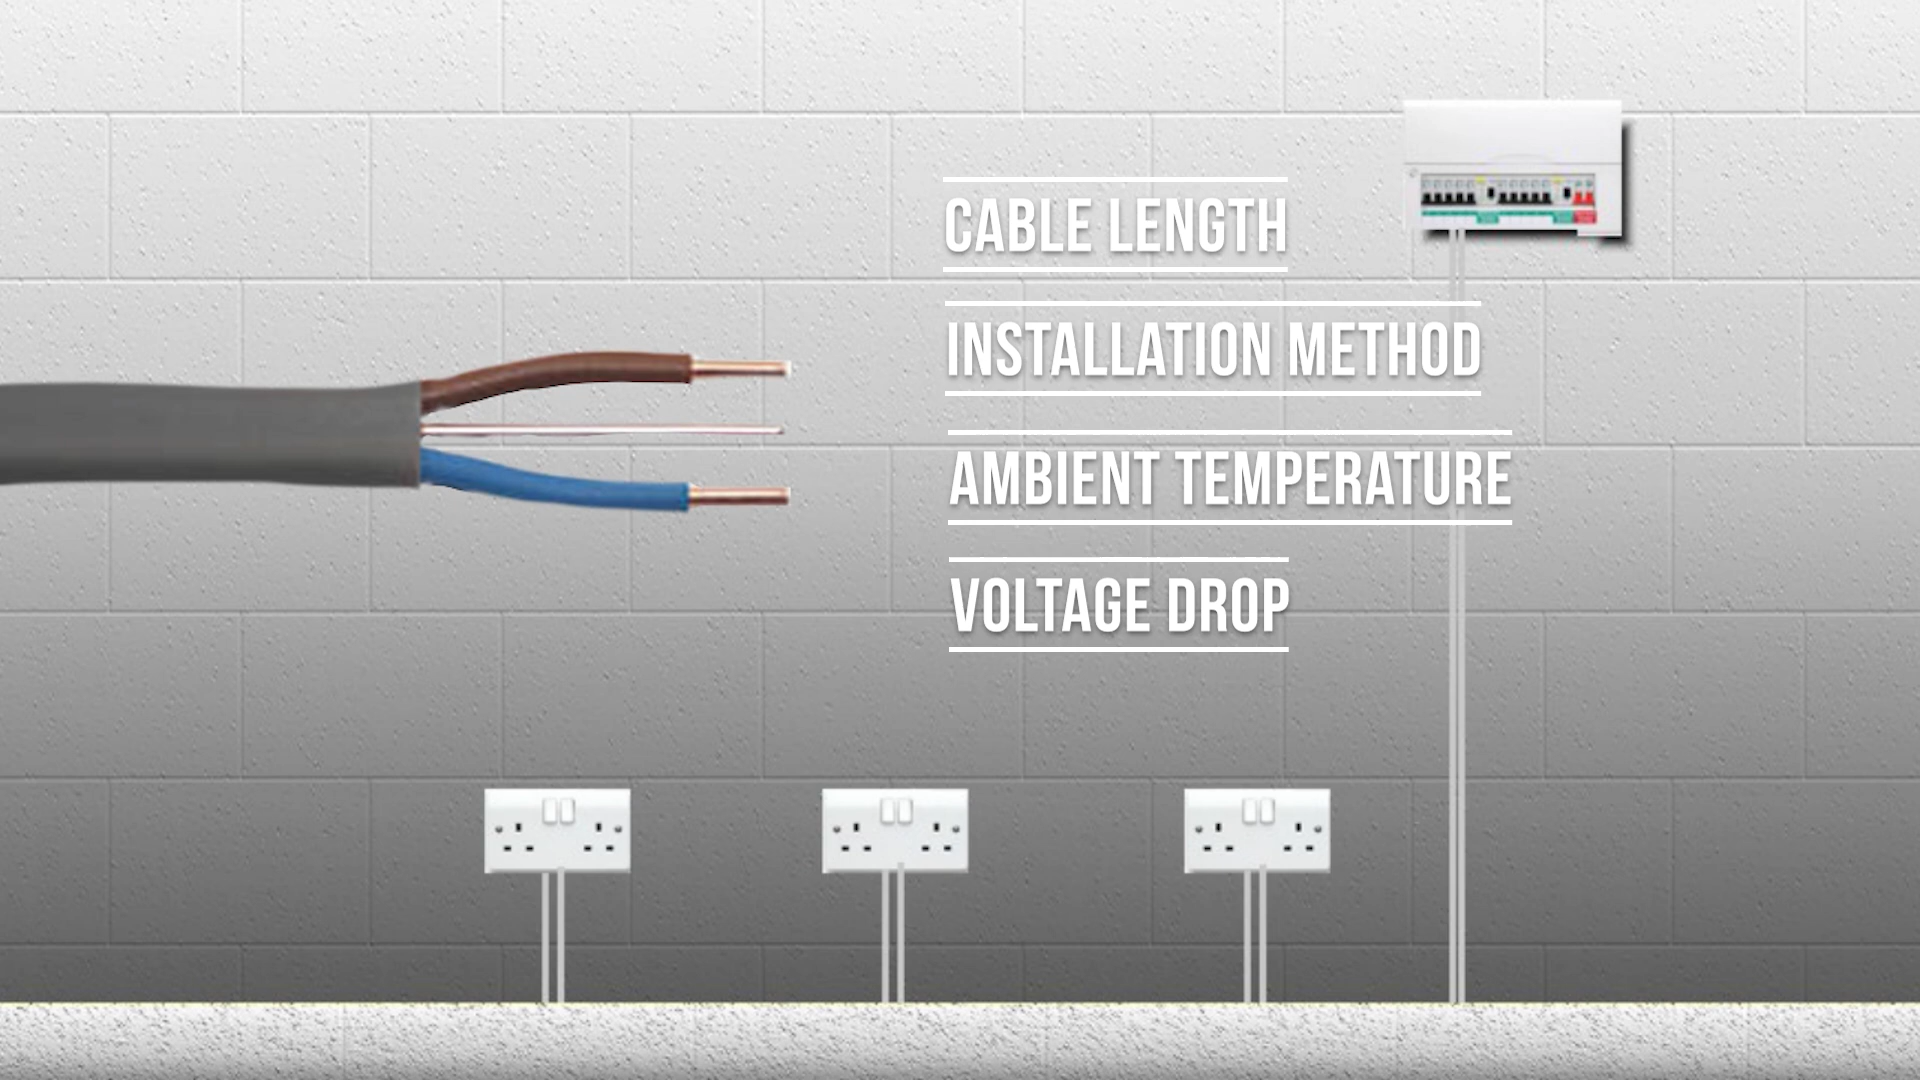 CABLE LENGTH
INSTALLATION METHOD
AMBIENT TEMPERATURE
VOLTAGE DROP